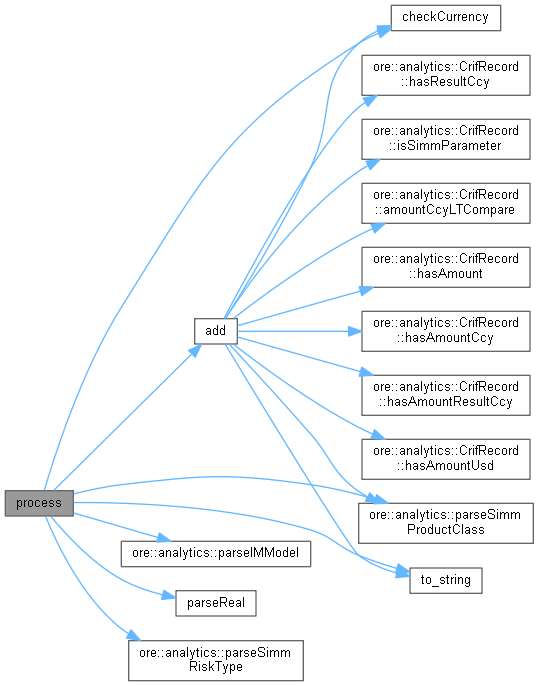 checkCurrency
ore::analytics::CrifRecord
::hasResultCcy
ore::analytics::CrifRecord
::isSimmParameter
ore::analytics::CrifRecord
::amountCcyLTCompare
ore::analytics::CrifRecord
::hasAmount
add
ore::analytics::CrifRecord
::hasAmountCcy
ore::analytics::CrifRecord
::hasAmountResultCcy
ore::analytics::CrifRecord
::hasAmountUsd
process
ore::analytics::parseSimm
ProductClass
ore::analytics::parseIMModel
to_string
parseReal
ore::analytics::parseSimm
RiskType